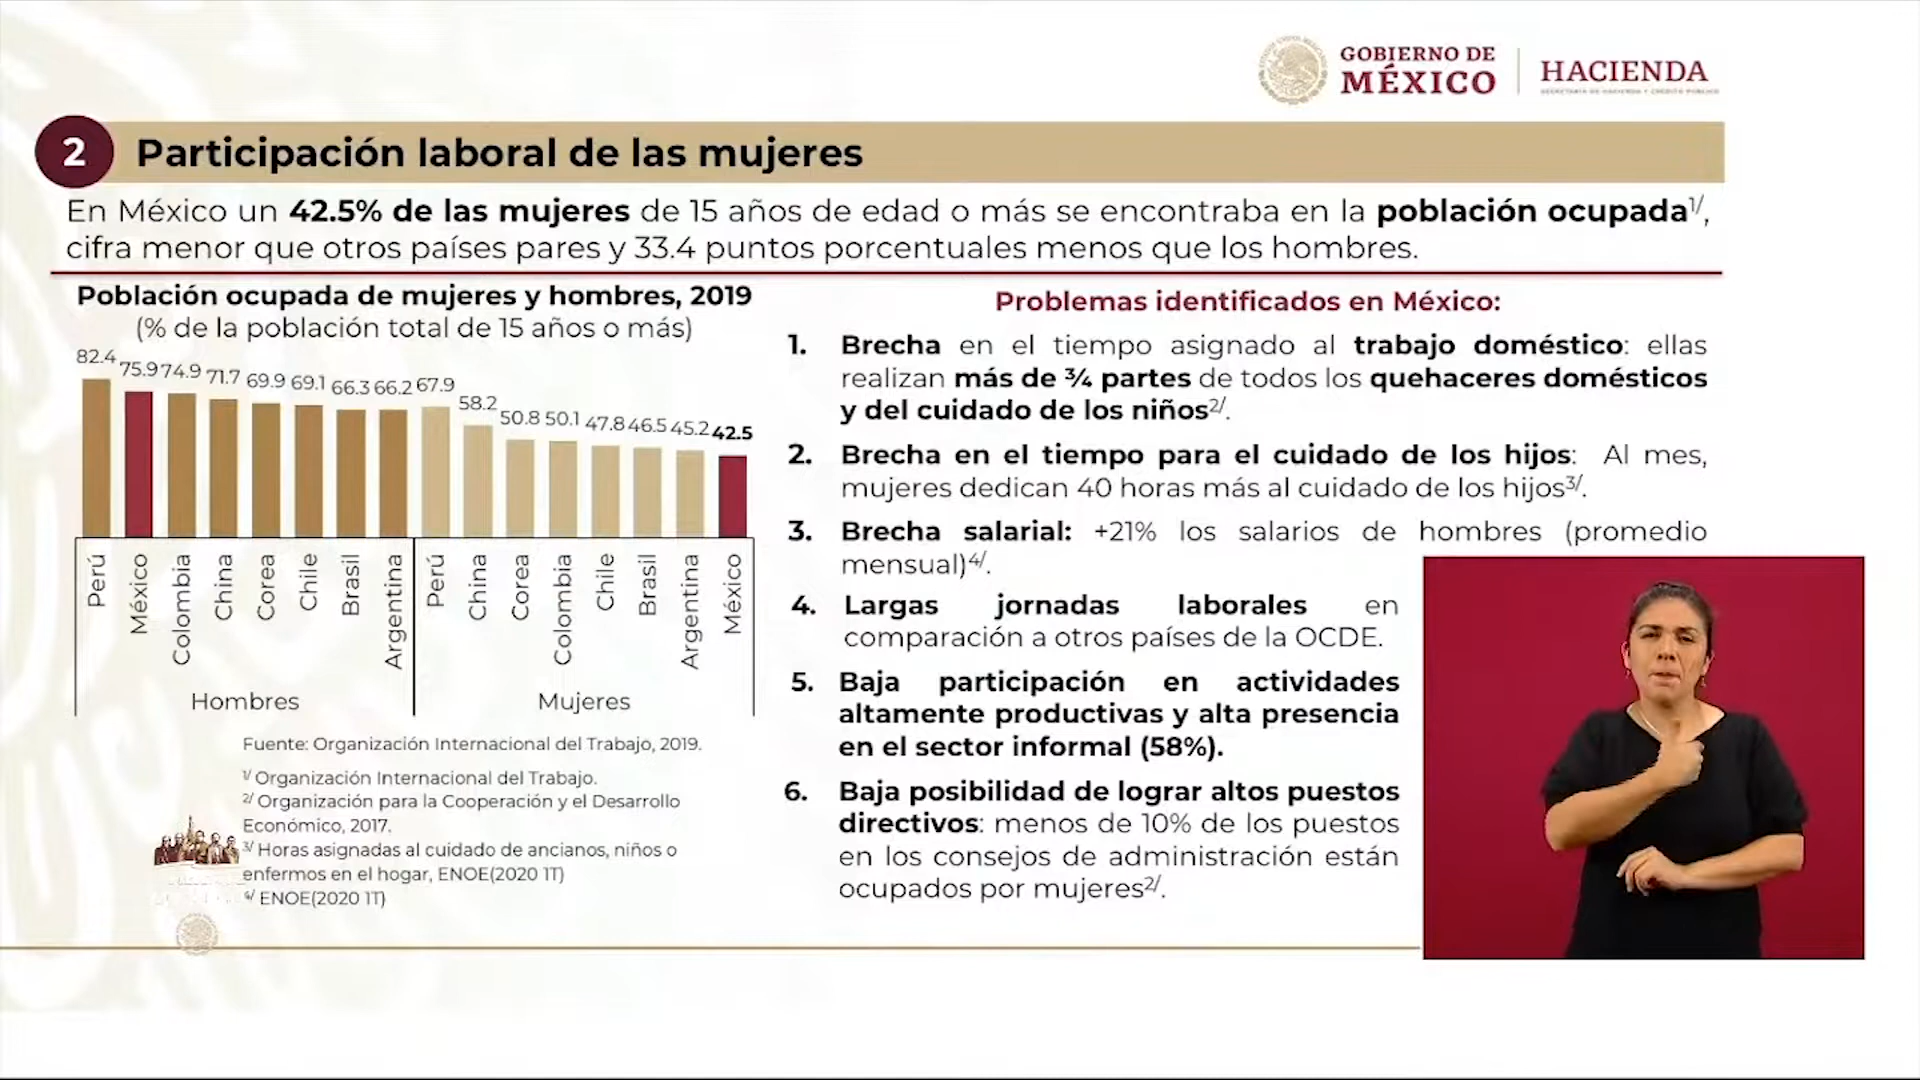 GOBIERNO DE
MÉXICO
HACIENDA
SECRETARÍA DE HACIENDA Y CRÉDITO PÚBLICO
2
Participación laboral de las mujeres
En México un 42.5% de las mujeres de 15 años de edad o más se encontraba en la población ocupada1/,
cifra menor que otros países pares y 33.4 puntos porcentuales menos que los hombres.
Población ocupada de mujeres y hombres, 2019
(% de la población total de 15 años o más)
82.4 75.9 74.9 71.7 69.9 69.1 66.3 66.2 67.9 58.2 50.8 50.1 47.8 46.5 45.2 42.5
Perú México Colombia China Corea Chile Brasil Argentina Perú China Corea Colombia Chile Brasil Argentina México
Hombres Mujeres
Fuente: Organización Internacional del Trabajo, 2019.
1/ Organización Internacional del Trabajo.
2/ Organización para la Cooperación y el Desarrollo
Económico, 2017.
3/ Horas asignadas al cuidado de ancianos, niños o
enfermos en el hogar, ENOE(2020 1T)
4/ ENOE(2020 1T)
Problemas identificados en México:
1. Brecha en el tiempo asignado al trabajo doméstico: ellas
realizan más de ¾ partes de todos los quehaceres domésticos
y del cuidado de los niños2/.
2. Brecha en el tiempo para el cuidado de los hijos: Al mes,
mujeres dedican 40 horas más al cuidado de los hijos3/.
3. Brecha salarial: +21% los salarios de hombres (promedio
mensual)4/.
4. Largas jornadas laborales en
comparación a otros países de la OCDE.
5. Baja participación en actividades
altamente productivas y alta presencia
en el sector informal (58%).
6. Baja posibilidad de lograr altos puestos
directivos: menos de 10% de los puestos
en los consejos de administración están
ocupados por mujeres2/.